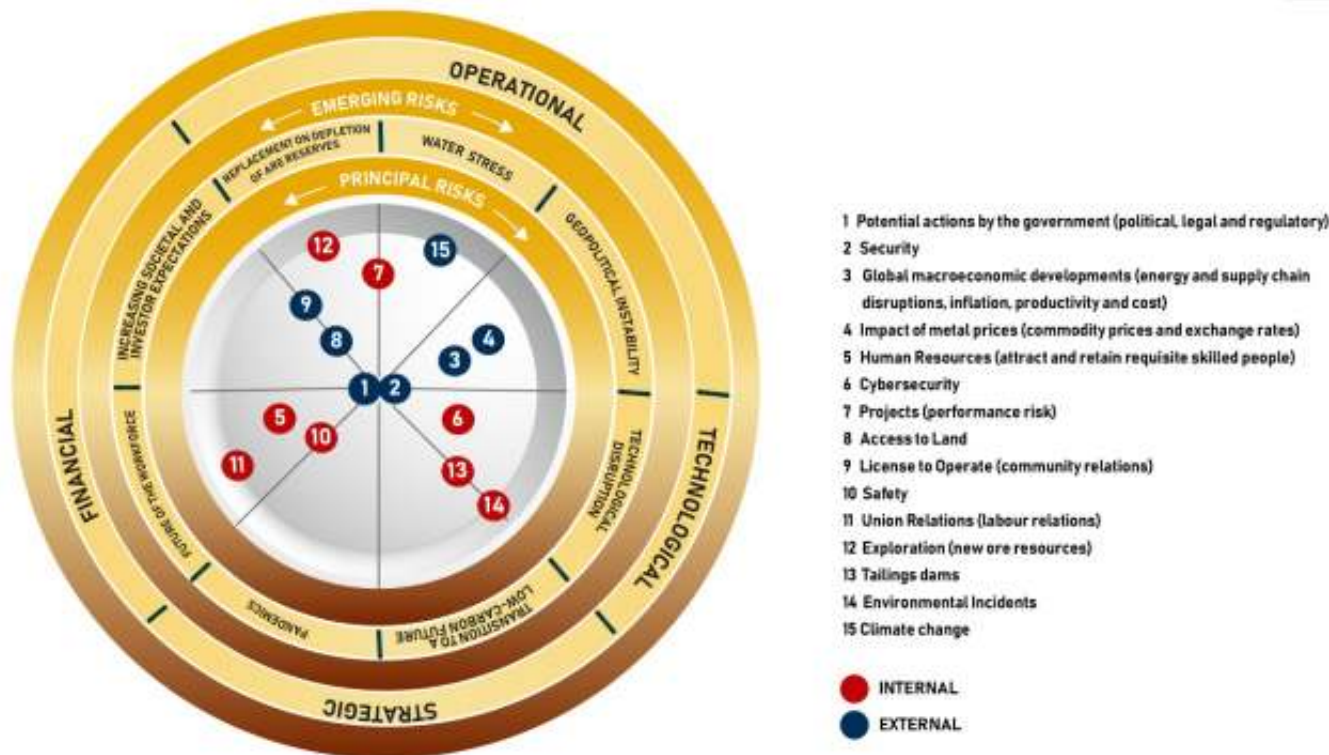 OPERATIONAL
EMERGING RISKS
REPLACEMENT ON DEPLETION
OF ARE RESERVES
WATER STRESS
PRINCIPAL RISKS
INCREASING SOCIETAL AND
INVESTOR EXPECTATIONS
GEOPOLITICAL INSTABILITY
12
15
7
9
8
4
3
1
2
5
6
10
11
13
14
FINANCIAL
FUTURE OF THE WORKFORCE
TECHNOLOGICAL
DISRUPTION
TECHNOLOGICAL
PANDEMICS
TRANSITION TO A
LOW-CARBON FUTURE
STRATEGIC
1 Potential actions by the government (political, legal and regulatory)
2 Security
3 Global macroeconomic developments (energy and supply chain
disruptions, inflation, productivity and cost)
4 Impact of metal prices (commodity prices and exchange rates)
5 Human Resources (attract and retain requisite skilled people)
6 Cybersecurity
7 Projects (performance risk)
8 Access to Land
9 License to Operate (community relations)
10 Safety
11 Union Relations (labour relations)
12 Exploration (new ore resources)
13 Tailings dams
14 Environmental Incidents
15 Climate change
INTERNAL
EXTERNAL